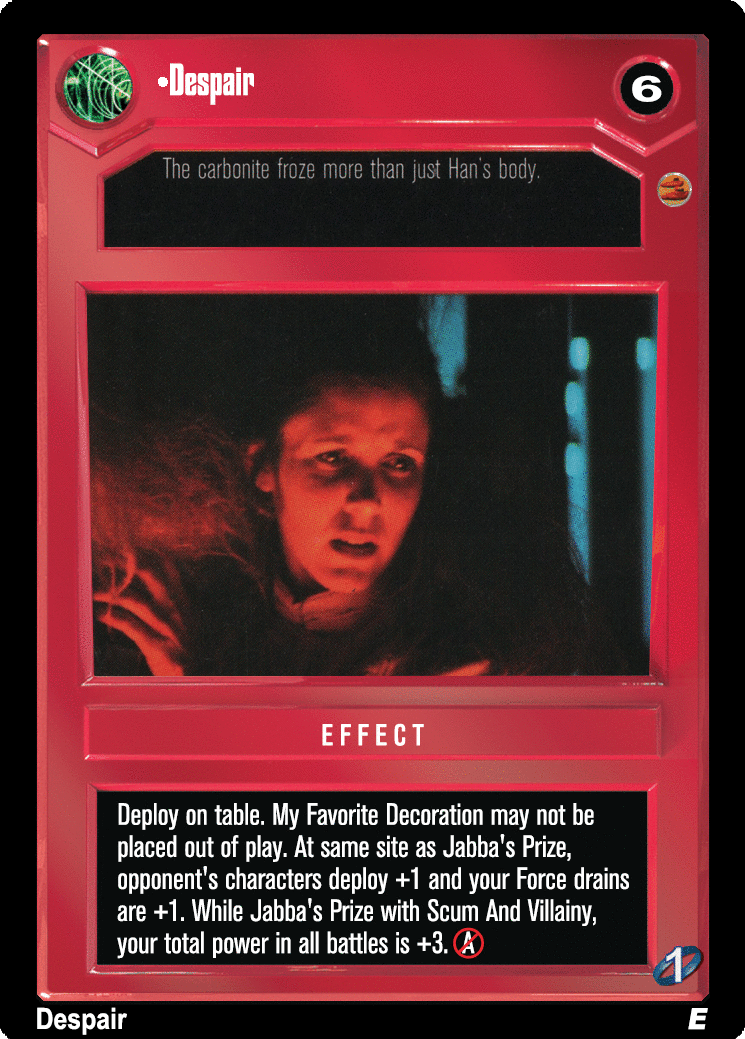 •Despair
6
The carbonite froze more than just Han's body.
EFFECT
Deploy on table. My Favorite Decoration may not be
placed out of play. At same site as Jabba's Prize,
opponent's characters deploy +1 and your Force drains
are +1. While Jabba's Prize with Scum And Villainy,
your total power in all battles is +3. A
1
Despair
E